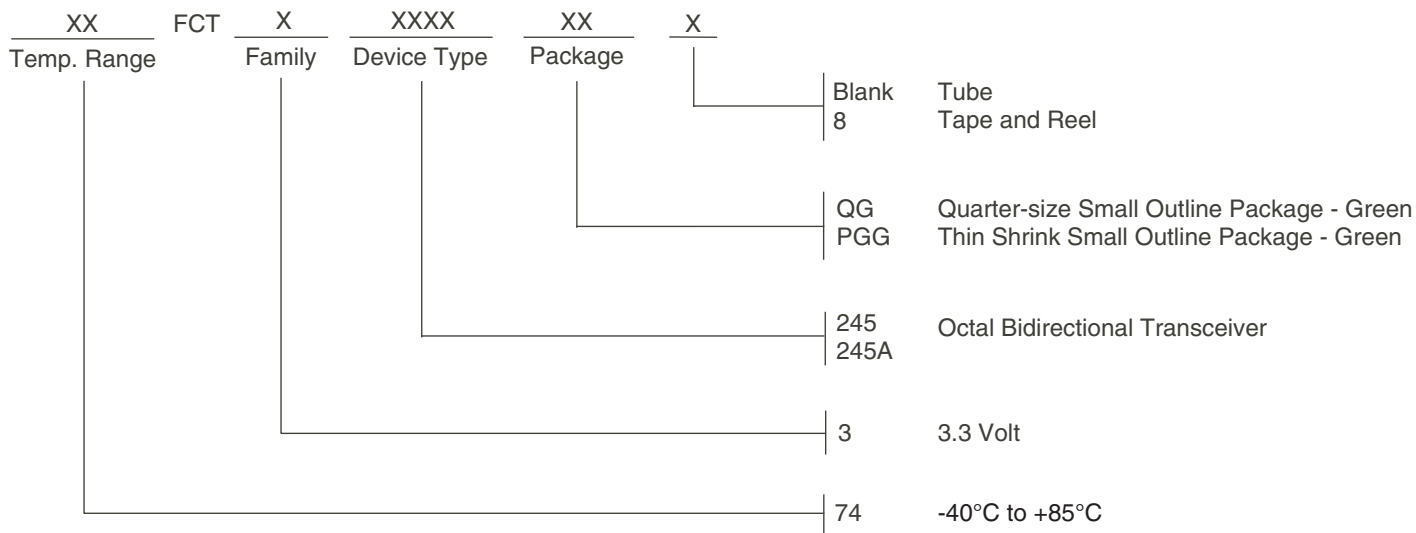 XX FCT X XXXX XX X
Temp. Range Family Device Type Package
Blank Tube
8 Tape and Reel
QG Quarter-size Small Outline Package - Green
PGG Thin Shrink Small Outline Package - Green
245 Octal Bidirectional Transceiver
245A
3 3.3 Volt
74 -40°C to +85°C